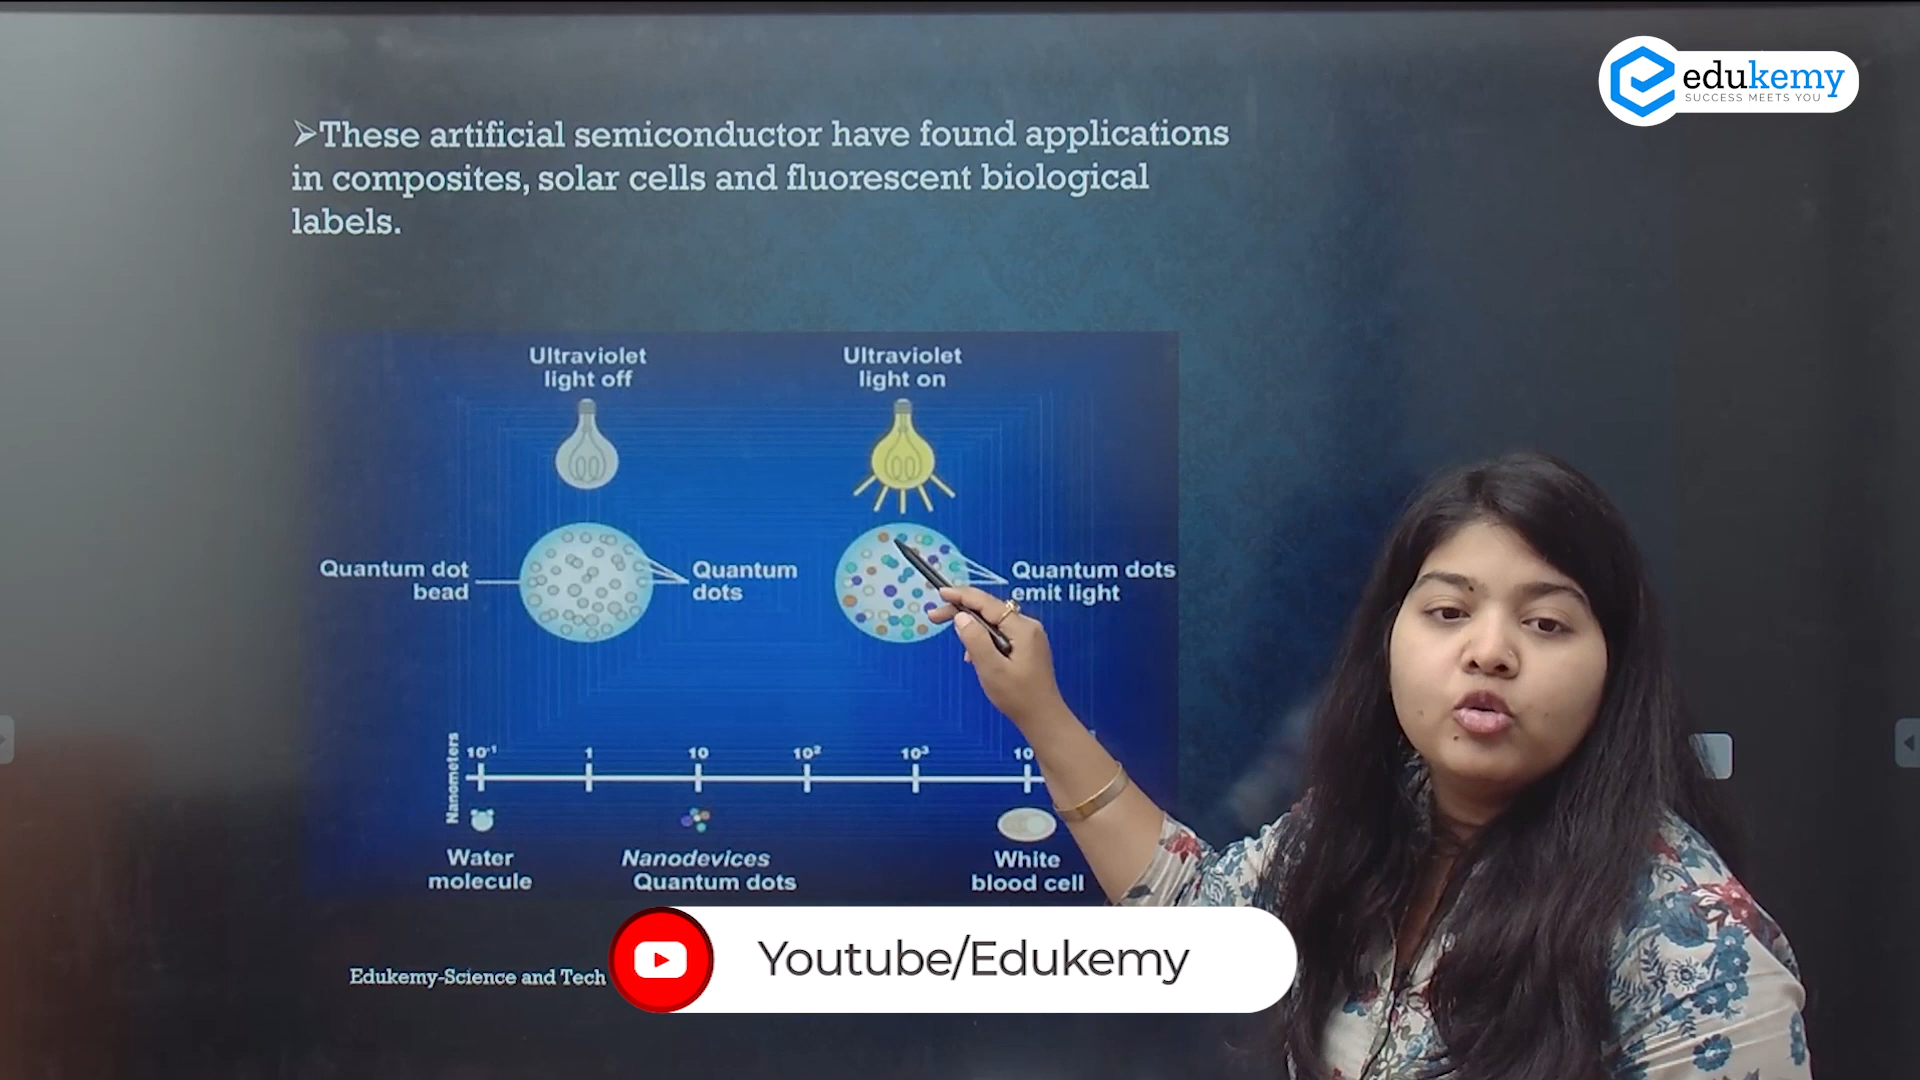 edukemy
SUCCESS MEETS YOU
➢These artificial semiconductor have found applications
in composites, solar cells and fluorescent biological
labels.
Ultraviolet
light off
Ultraviolet
light on
Quantum dot
bead
Quantum
dots
Quantum dots
emit light
Nanometers
10⁻¹
1
10
10²
10³
10
Water
molecule
Nanodevices
Quantum dots
White
blood cell
Edukemy-Science and Tech
Youtube/Edukemy